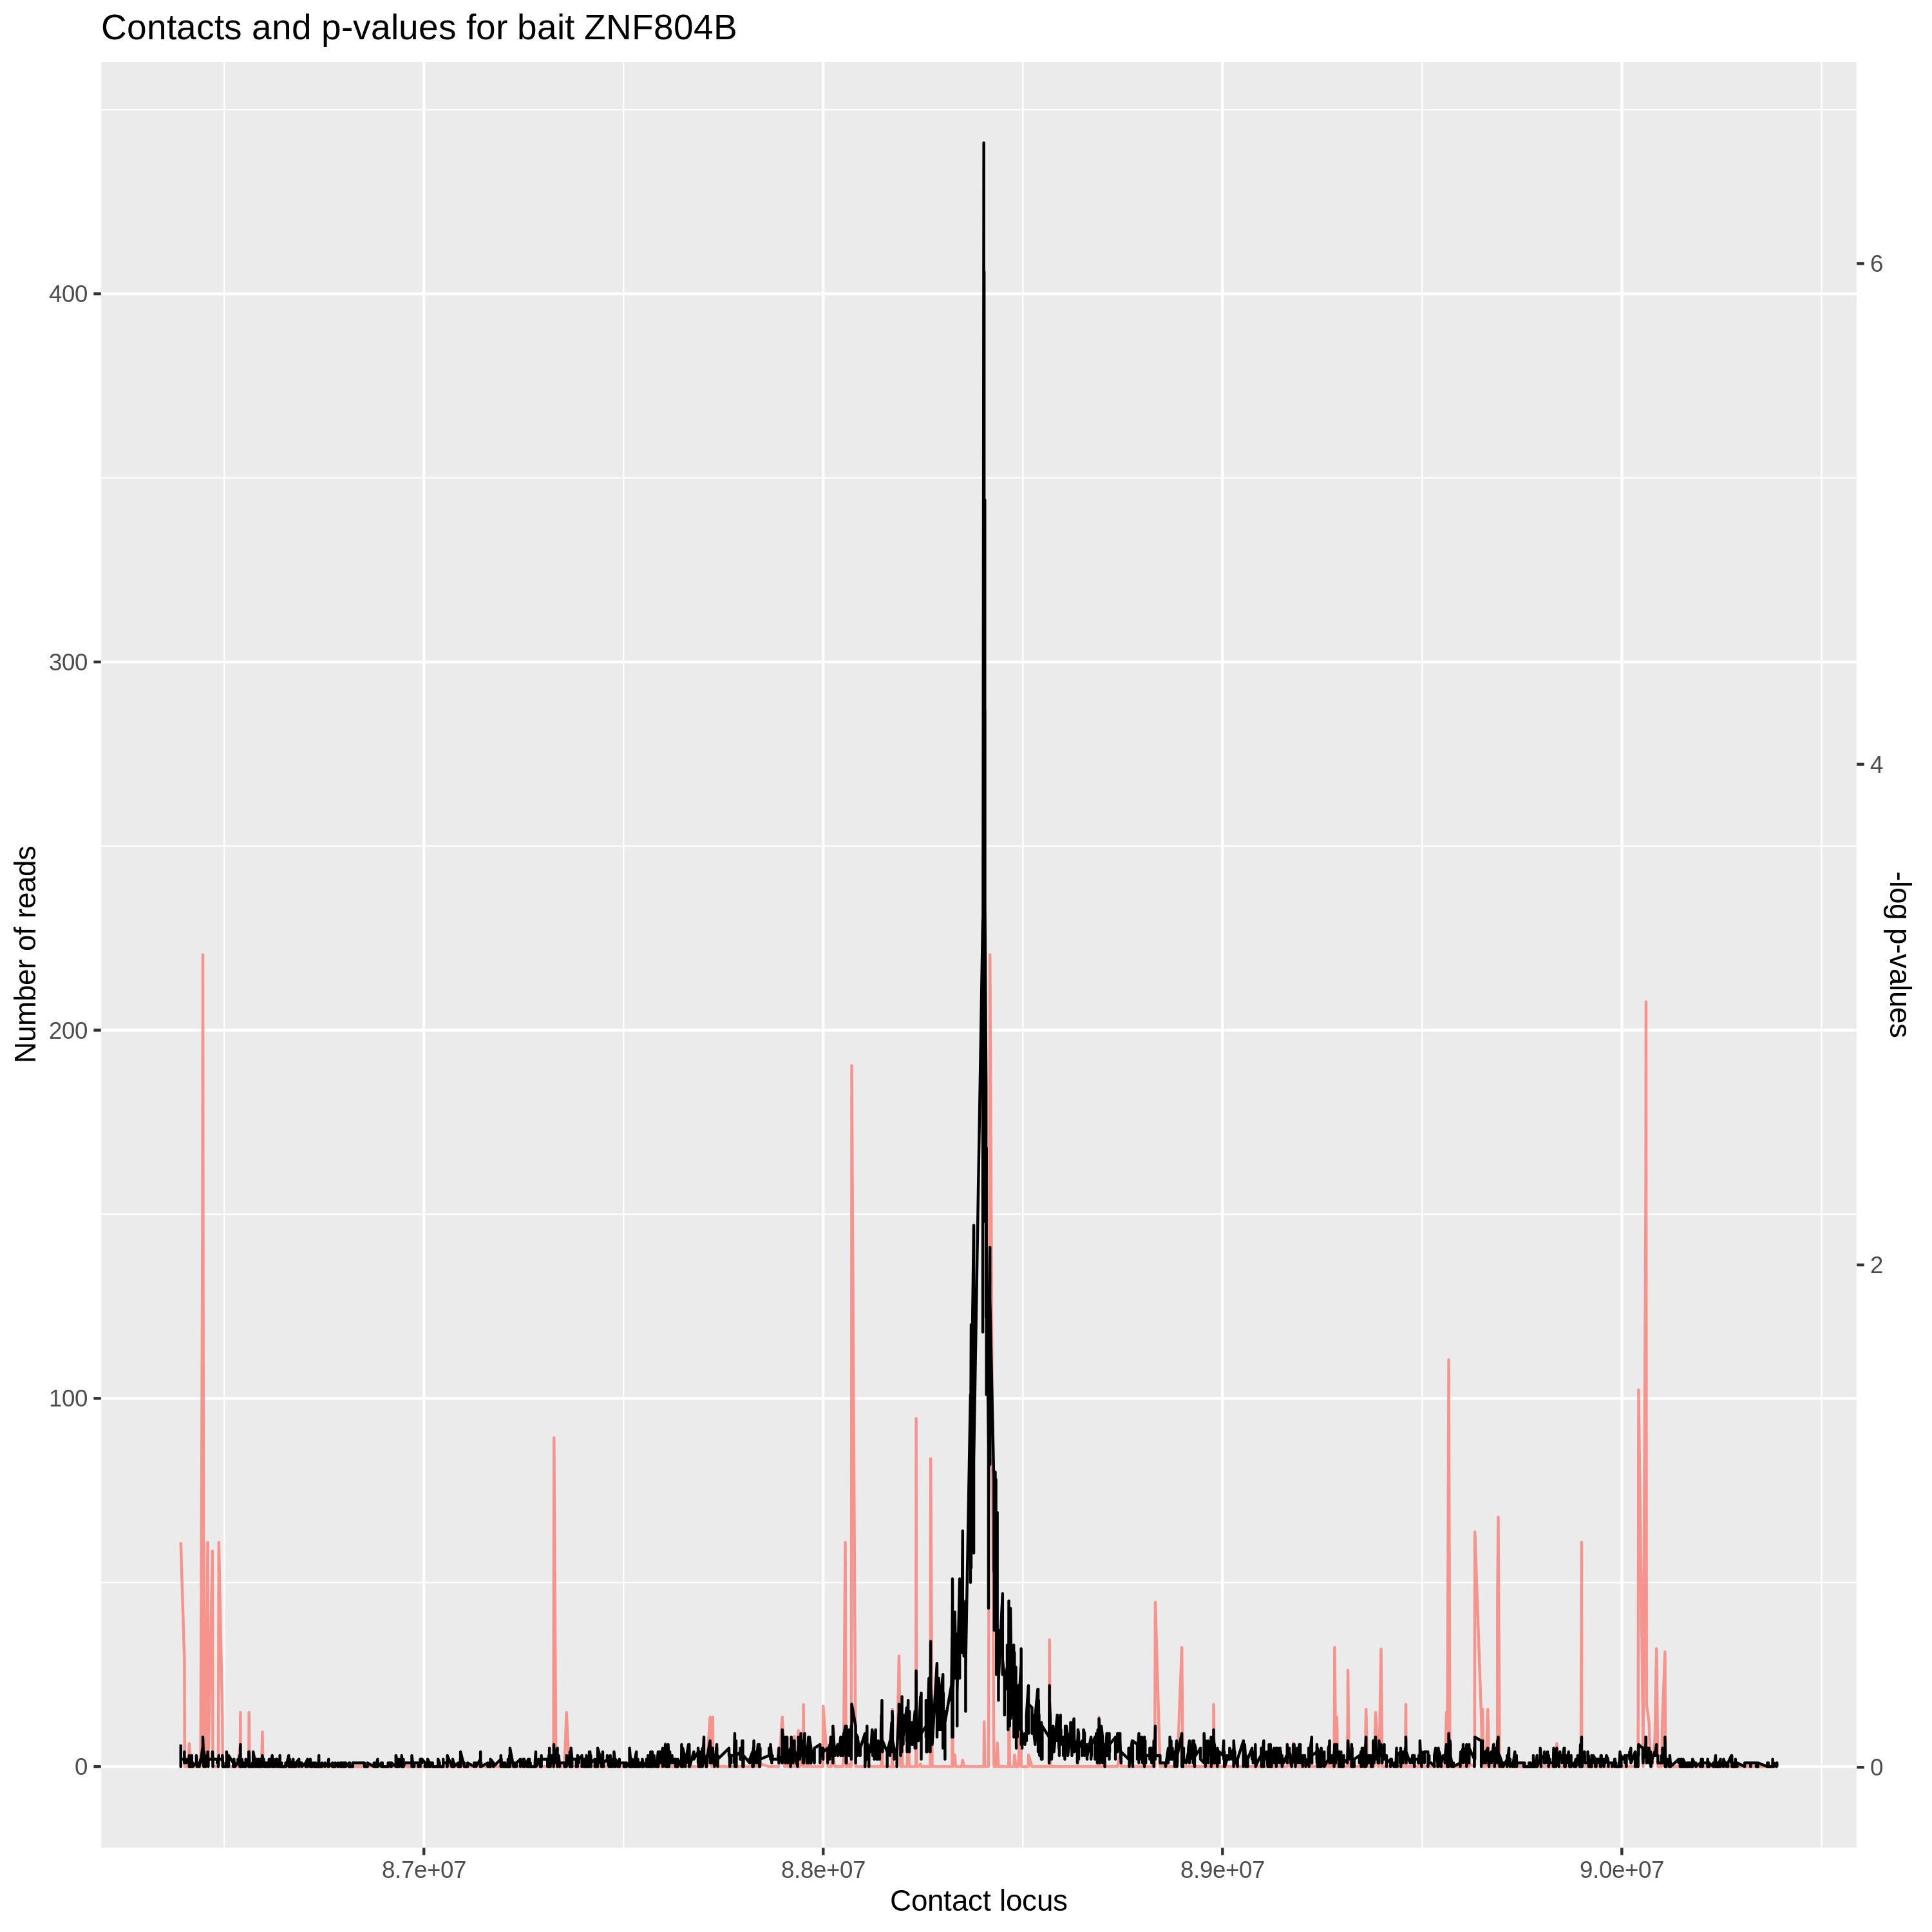 Contacts and p-values for bait ZNF804B
Number of reads
400
300
200
100
0
6
4
2
0
-log p-values
8.7e+07
8.8e+07
8.9e+07
9.0e+07
Contact locus